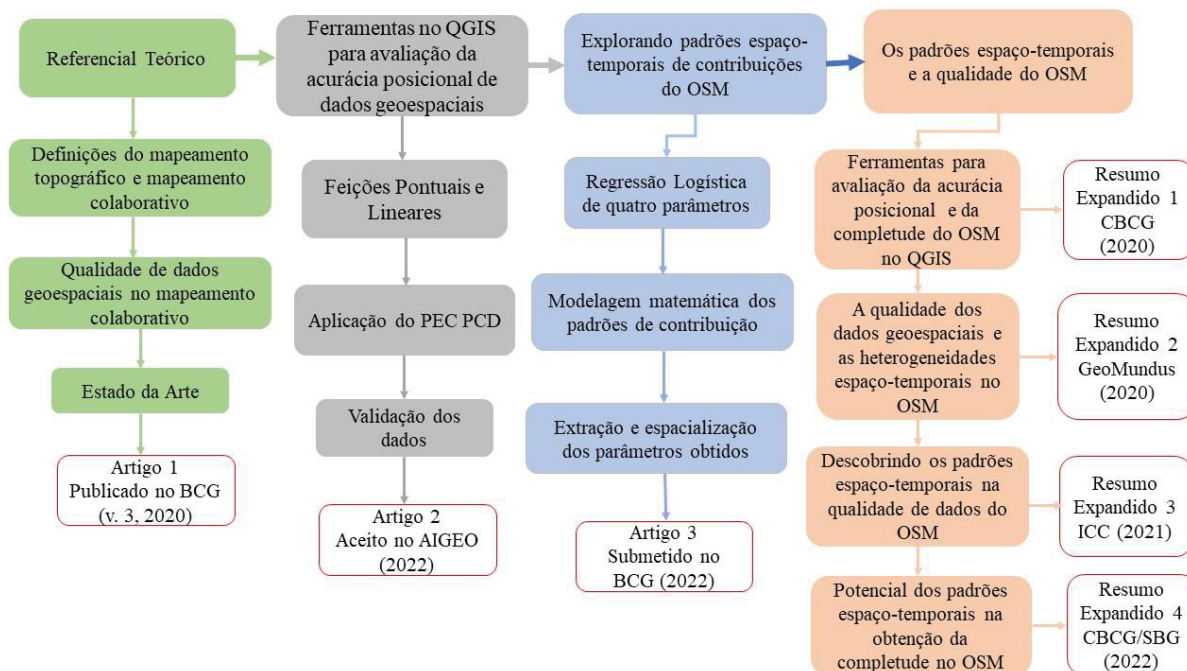 Referencial Teórico
Ferramentas no QGIS
para avaliação da
acurácia posicional de
dados geoespaciais
Explorando padrões espaço-
temporais de contribuições
do OSM
Os padrões espaço-temporais
e a qualidade do OSM
Definições do mapeamento
topográfico e mapeamento
colaborativo
Qualidade de dados
geoespaciais no mapeamento
colaborativo
Estado da Arte
Artigo 1
Publicado no BCG
(v. 3, 2020)
Feições Pontuais e
Lineares
Aplicação do PEC PCD
Validação dos
dados
Artigo 2
Aceito no AIGEO
(2022)
Regressão Logística
de quatro parâmetros
Modelagem matemática dos
padrões de contribuição
Extração e espacialização
dos parâmetros obtidos
Artigo 3
Submetido no
BCG (2022)
Ferramentas para
avaliação da acurácia
posicional e da
completude do OSM
no QGIS
Resumo
Expandido 1
CBCG
(2020)
A qualidade dos
dados geoespaciais e
as heterogeneidades
espaço-temporais no
OSM
Resumo
Expandido 2
GeoMundus
(2020)
Descobrindo os padrões
espaço-temporais na
qualidade de dados do
OSM
Resumo
Expandido 3
ICC (2021)
Potencial dos padrões
espaço-temporais na
obtenção da
completude no OSM
Resumo
Expandido 4
CBCG/SBG
(2022)